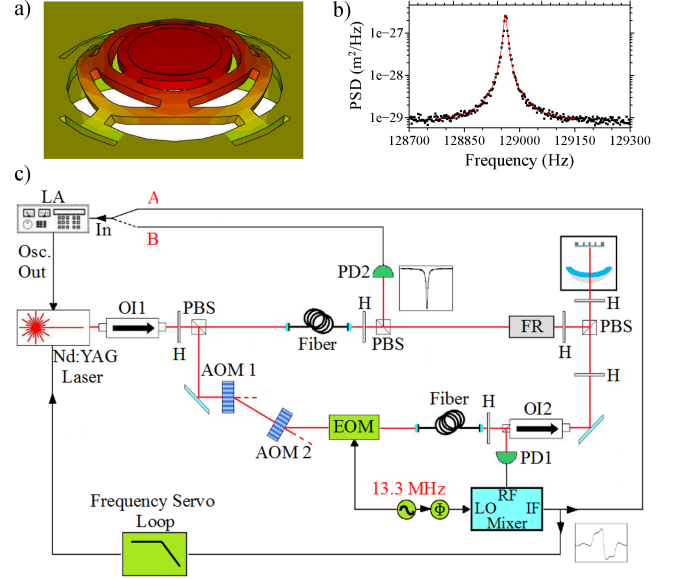 a)
b)
PSD (m²/Hz)
1e−27
1e−28
1e−29
128700 128850 129000 129150 129300
Frequency (Hz)
c)
LA
A
In
B
Osc.
Out
PD2
H
OI1
PBS
H
FR
PBS
H
Fiber
PBS
H
Nd:YAG
Laser
H
AOM 1
Fiber
H
OI2
EOM
AOM 2
PD1
13.3 MHz
Frequency Servo
Loop
Φ
RF
LO
IF
Mixer